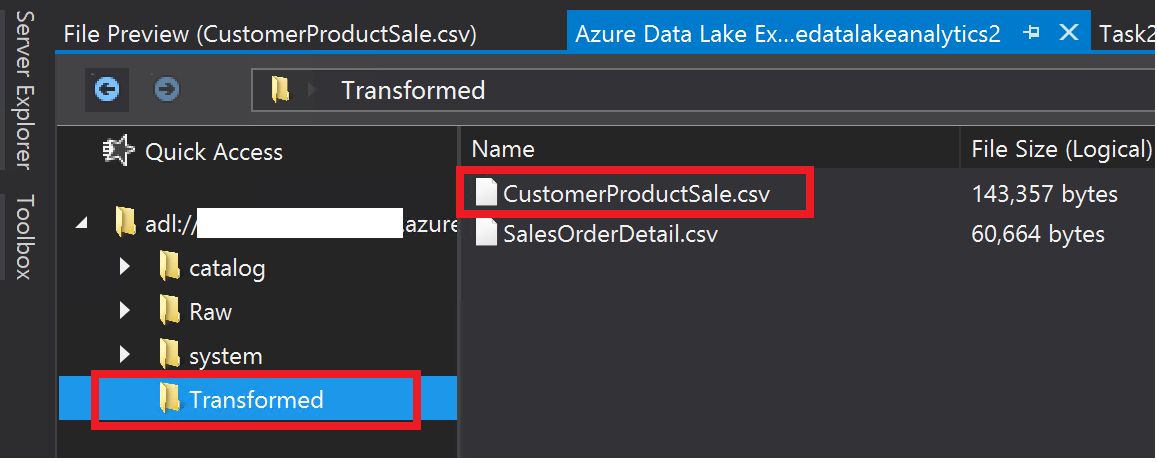 Server Explorer
Toolbox
File Preview (CustomerProductSale.csv)
Azure Data Lake Ex...edatalakeanalytics2
Task2
Transformed
Quick Access
adl:// .azure
catalog
Raw
system
Transformed
Name File Size (Logical)
CustomerProductSale.csv 143,357 bytes
SalesOrderDetail.csv 60,664 bytes